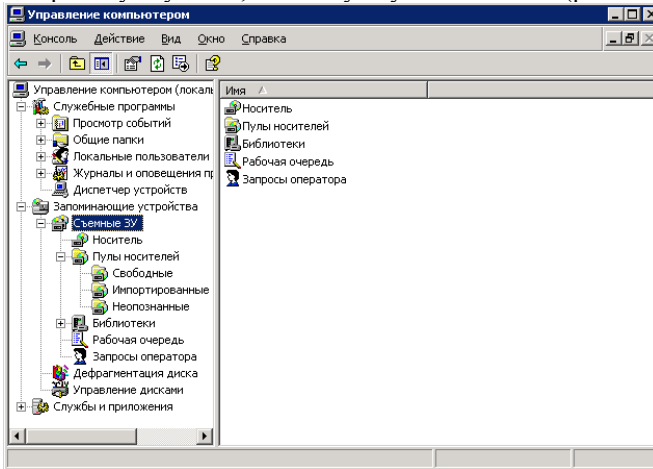 Управление компьютером
Консоль Действие Вид Окно Справка
Управление компьютером (локаль
Служебные программы
Просмотр событий
Общие папки
Локальные пользователи
Журналы и оповещения пр
Диспетчер устройств
Запоминающие устройства
Съемные ЗУ
Носитель
Пулы носителей
Свободные
Импортированные
Неопознанные
Библиотеки
Рабочая очередь
Запросы оператора
Дефрагментация диска
Управление дисками
Службы и приложения
Имя
Носитель
Пулы носителей
Библиотеки
Рабочая очередь
Запросы оператора